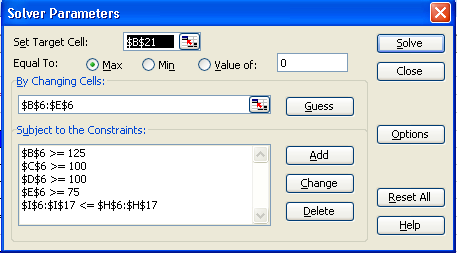 Solver Parameters
Set Target Cell: $B$21 Solve
Equal To: Max Min Value of: 0 Close
By Changing Cells:
$B$6:$E$6 Guess
Subject to the Constraints: Options
$B$6 >= 125 Add
$C$6 >= 100
$D$6 >= 100 Change
$E$6 >= 75 Reset All
$I$6:$I$17 <= $H$6:$H$17 Delete
Help